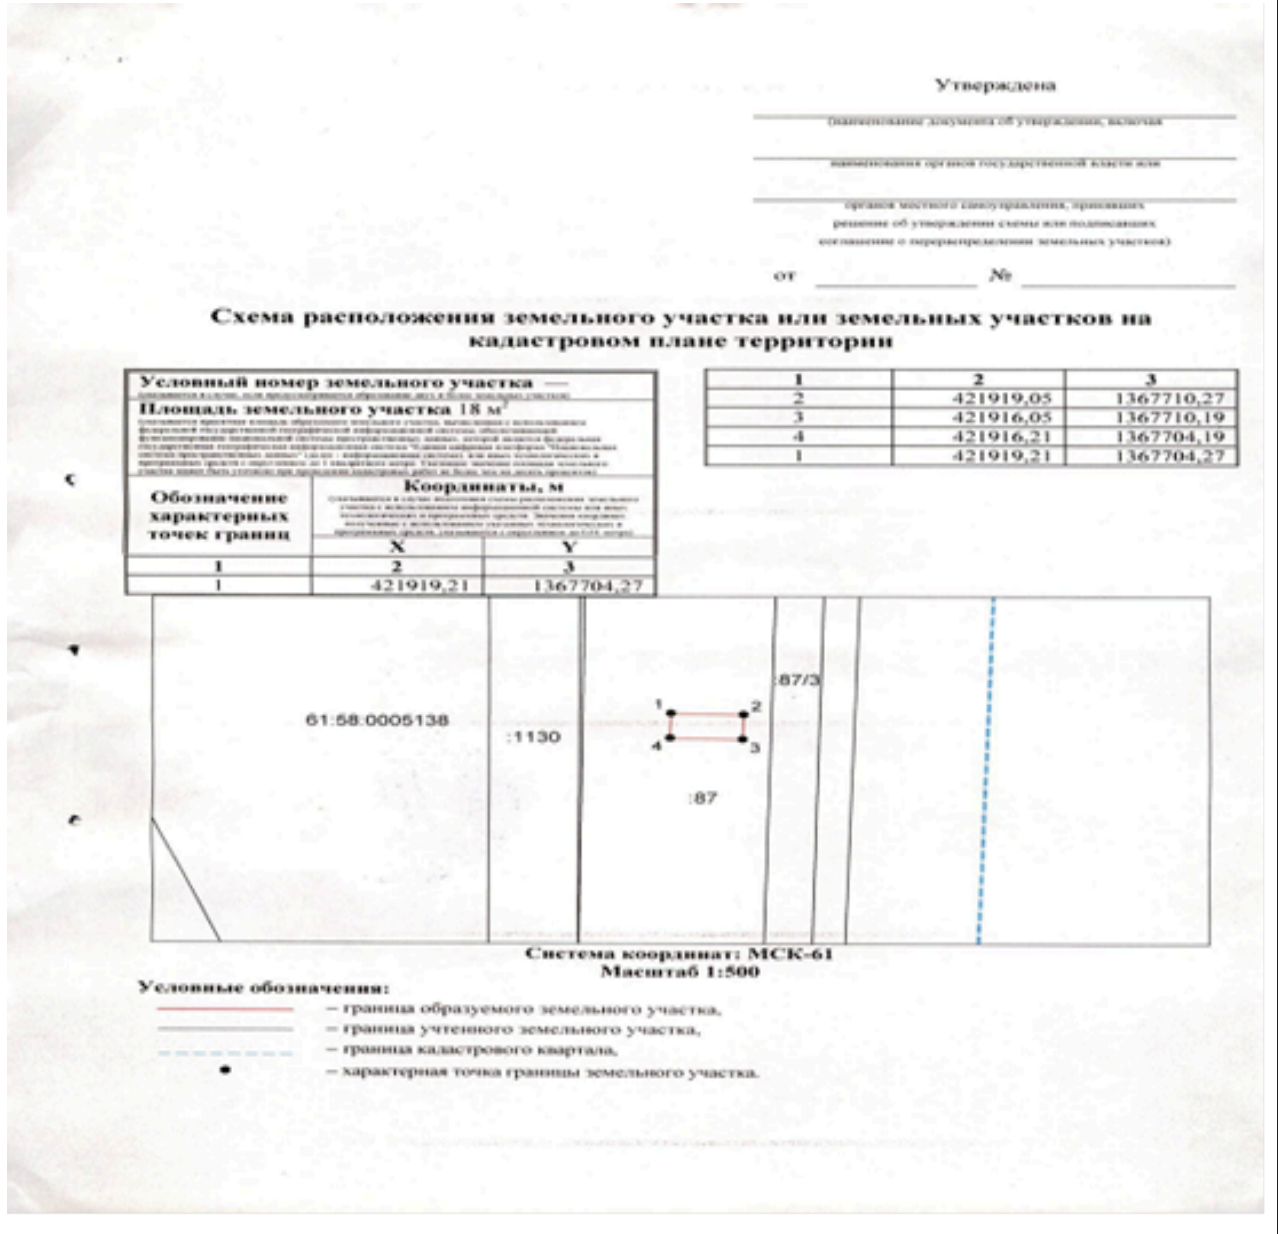 Утверждена
(наименование документа об утверждении, включая
наименования органов государственной власти или
органов местного самоуправления, принявших
решение об утверждении схемы или подписавших
соглашение о перераспределении земельных участков)
от № 
Схема расположения земельного участка или земельных участков на
кадастровом плане территории
Условный номер земельного участка —
Площадь земельного участка 18 м²
Обозначение
характерных
точек границ
Координаты, м
X Y
1 2 3
1 421919,21 1367704,27
1 2 3
2 421919,05 1367710,27
3 421916,05 1367710,19
4 421916,21 1367704,19
1 421919,21 1367704,27
61:58:0005138
:1130
1 2
4 3
:87
:87/3
Система координат: МСК-61
Масштаб 1:500
Условные обозначения:
– граница образуемого земельного участка,
– граница учтенного земельного участка,
– граница кадастрового квартала,
– характерная точка границы земельного участка.